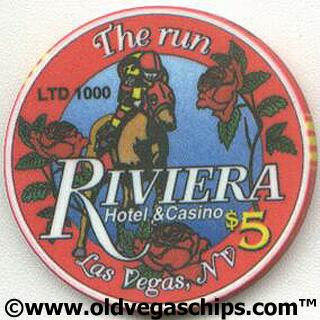 The run
LTD 1000
RIVIERA
Hotel & Casino $5
Las Vegas, NV
©www.oldvegaschips.com™